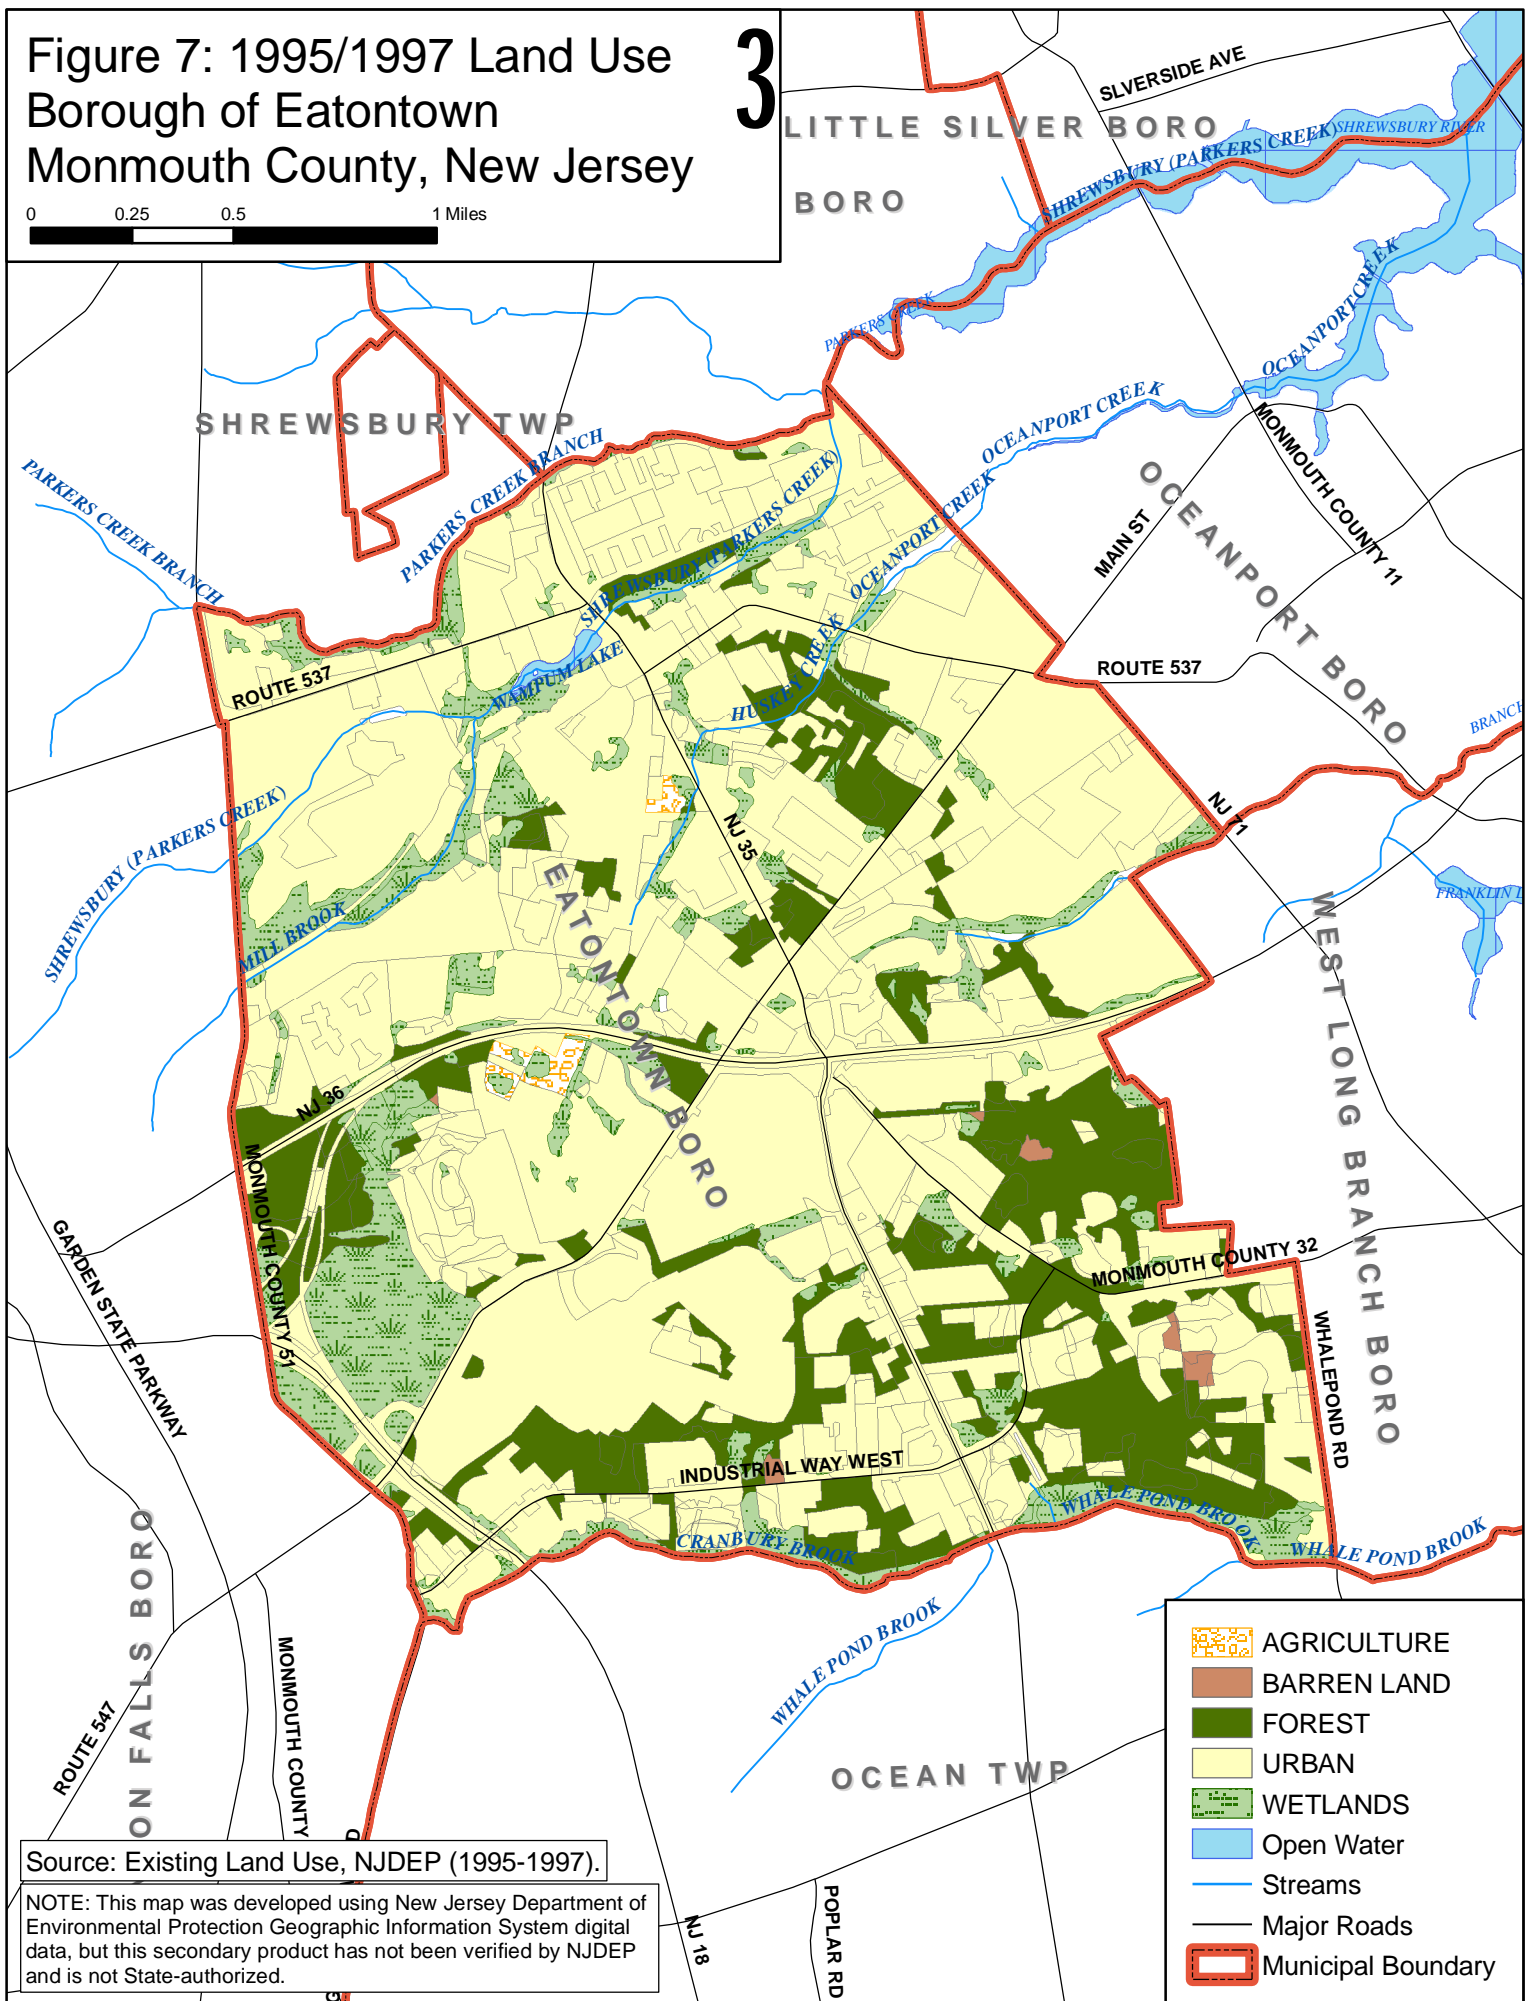 Figure 7: 1995/1997 Land Use
Borough of Eatontown
Monmouth County, New Jersey
3
0 0.25 0.5 1 Miles
SLVERSIDE AVE
LITTLE SILVER BORO
BORO
SHREWSBURY (PARKERS CREEK)
SHREWSBURY RIVER
PARKERS CREEK
OCEANPORTCREEK
SHREWSBURY TWP
PARKERS CREEK BRANCH
PARKERS CREEK BRANCH
OCEANPORT CREEK
OCEANPORT CREEK
MONMOUTH COUNTY 11
MAIN ST
OCEANPORT BORO
SHREWSBURY (PARKERS CREEK)
ROUTE 537
WAMPUM LAKE
HUSKEY CREEK
ROUTE 537
BRANCH
SHREWSBURY (PARKERS CREEK)
NJ 35
NJ 71
MILL BROOK
EATONTOWN BORO
FRANKLIN L
WEST LONG BRANCH BORO
NJ 36
MONMOUTH COUNTY 51
GARDEN STATE PARKWAY
MONMOUTH COUNTY 32
WHALEPOND RD
INDUSTRIAL WAY WEST
CRANBURY BROOK
WHALE POND BROOK
WHALE POND BROOK
WHALE POND BROOK
ON FALLS BORO
ROUTE 547
MONMOUTH COUNTY
OCEAN TWP
NJ 18
POPLAR RD
AGRICULTURE
BARREN LAND
FOREST
URBAN
WETLANDS
Open Water
Streams
Major Roads
Municipal Boundary
Source: Existing Land Use, NJDEP (1995-1997).
NOTE: This map was developed using New Jersey Department of
Environmental Protection Geographic Information System digital
data, but this secondary product has not been verified by NJDEP
and is not State-authorized.